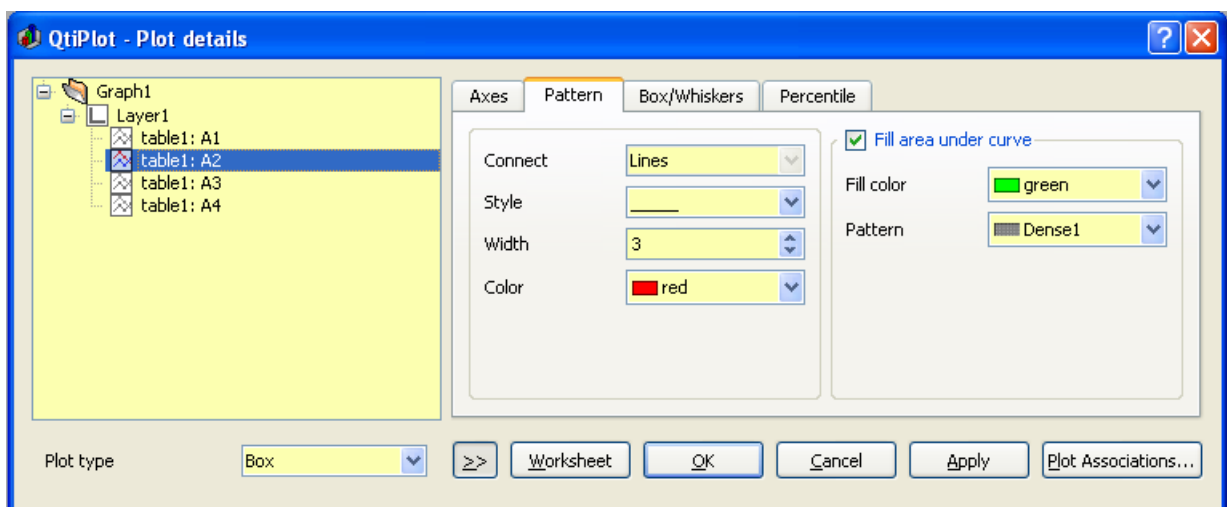 QtiPlot - Plot details
Graph1
Layer1
table1: A1
table1: A2
table1: A3
table1: A4
Axes Pattern Box/Whiskers Percentile
Connect Lines
Style
Width 3
Color red
Fill area under curve
Fill color green
Pattern Dense1
Plot type Box >> Worksheet OK Cancel Apply Plot Associations...